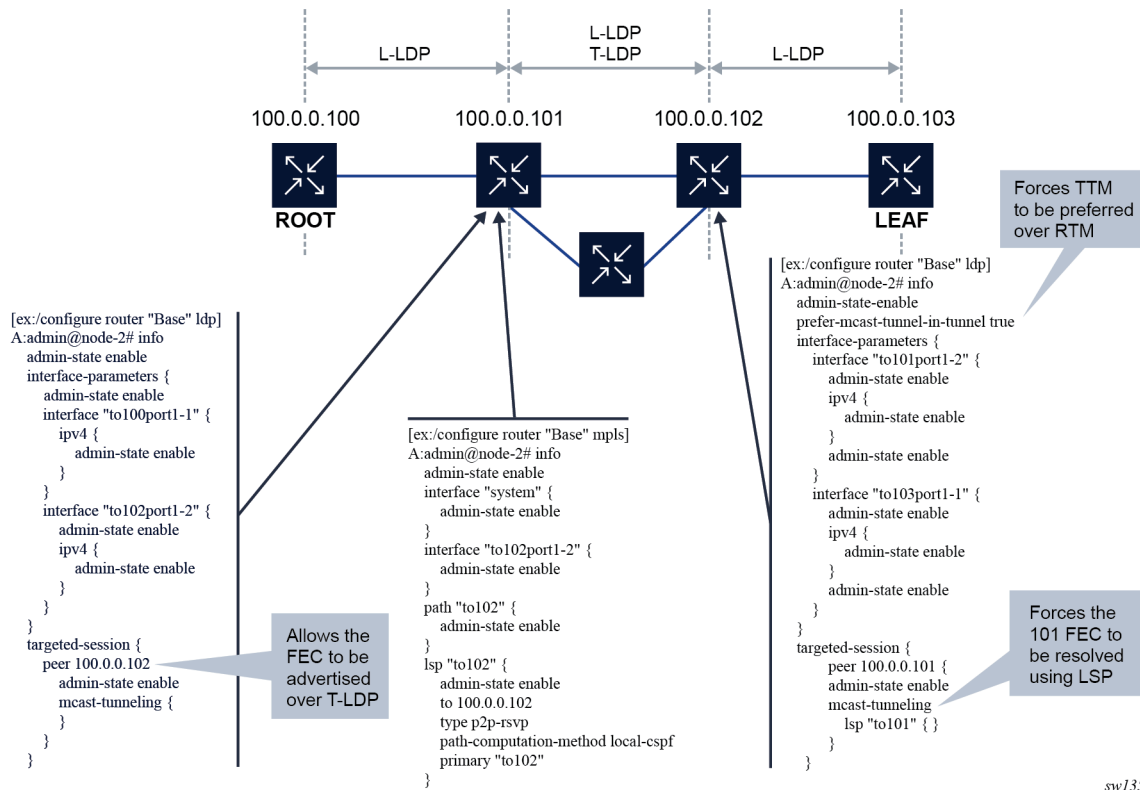 L-LDP
L-LDP
T-LDP
L-LDP
100.0.0.100
100.0.0.101
100.0.0.102
100.0.0.103
ROOT
LEAF
Forces TTM
to be preferred
over RTM
[ex:/configure router "Base" ldp]
A:admin@node-2# info
admin-state enable
interface-parameters {
admin-state enable
interface "to100port1-1" {
ipv4 {
admin-state enable
}
}
interface "to102port1-2" {
admin-state enable
ipv4 {
admin-state enable
}
}
}
targeted-session {
peer 100.0.0.102
admin-state enable
mcast-tunneling {
}
}
}
Allows the
FEC to be
advertised
over T-LDP
[ex:/configure router "Base" mpls]
A:admin@node-2# info
admin-state enable
interface "system" {
admin-state enable
}
interface "to102port1-2" {
admin-state enable
}
path "to102" {
admin-state enable
}
lsp "to102" {
admin-state enable
to 100.0.0.102
type p2p-rsvp
path-computation-method local-cspf
primary "to102"
}
[ex:/configure router "Base" ldp]
A:admin@node-2# info
admin-state-enable
prefer-mcast-tunnel-in-tunnel true
interface-parameters {
interface "to101port1-2" {
admin-state enable
ipv4 {
admin-state enable
}
admin-state enable
}
interface "to103port1-1" {
admin-state enable
ipv4 {
admin-state enable
}
admin-state enable
}
}
targeted-session {
peer 100.0.0.101 {
admin-state enable
mcast-tunneling
lsp "to101" { }
}
}
Forces the
101 FEC to
be resolved
using LSP